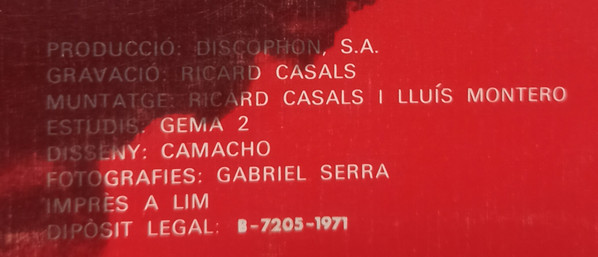 PRODUCCIÓ: DISCOPHON, S.A.
GRAVACIÓ: RICARD CASALS
MUNTATGE: RICARD CASALS I LLUÍS MONTERO
ESTUDIS: GEMA 2
DISSENY: CAMACHO
FOTOGRAFIES: GABRIEL SERRA
IMPRÈS A LIM
DIPÒSIT LEGAL: B-7205-1971